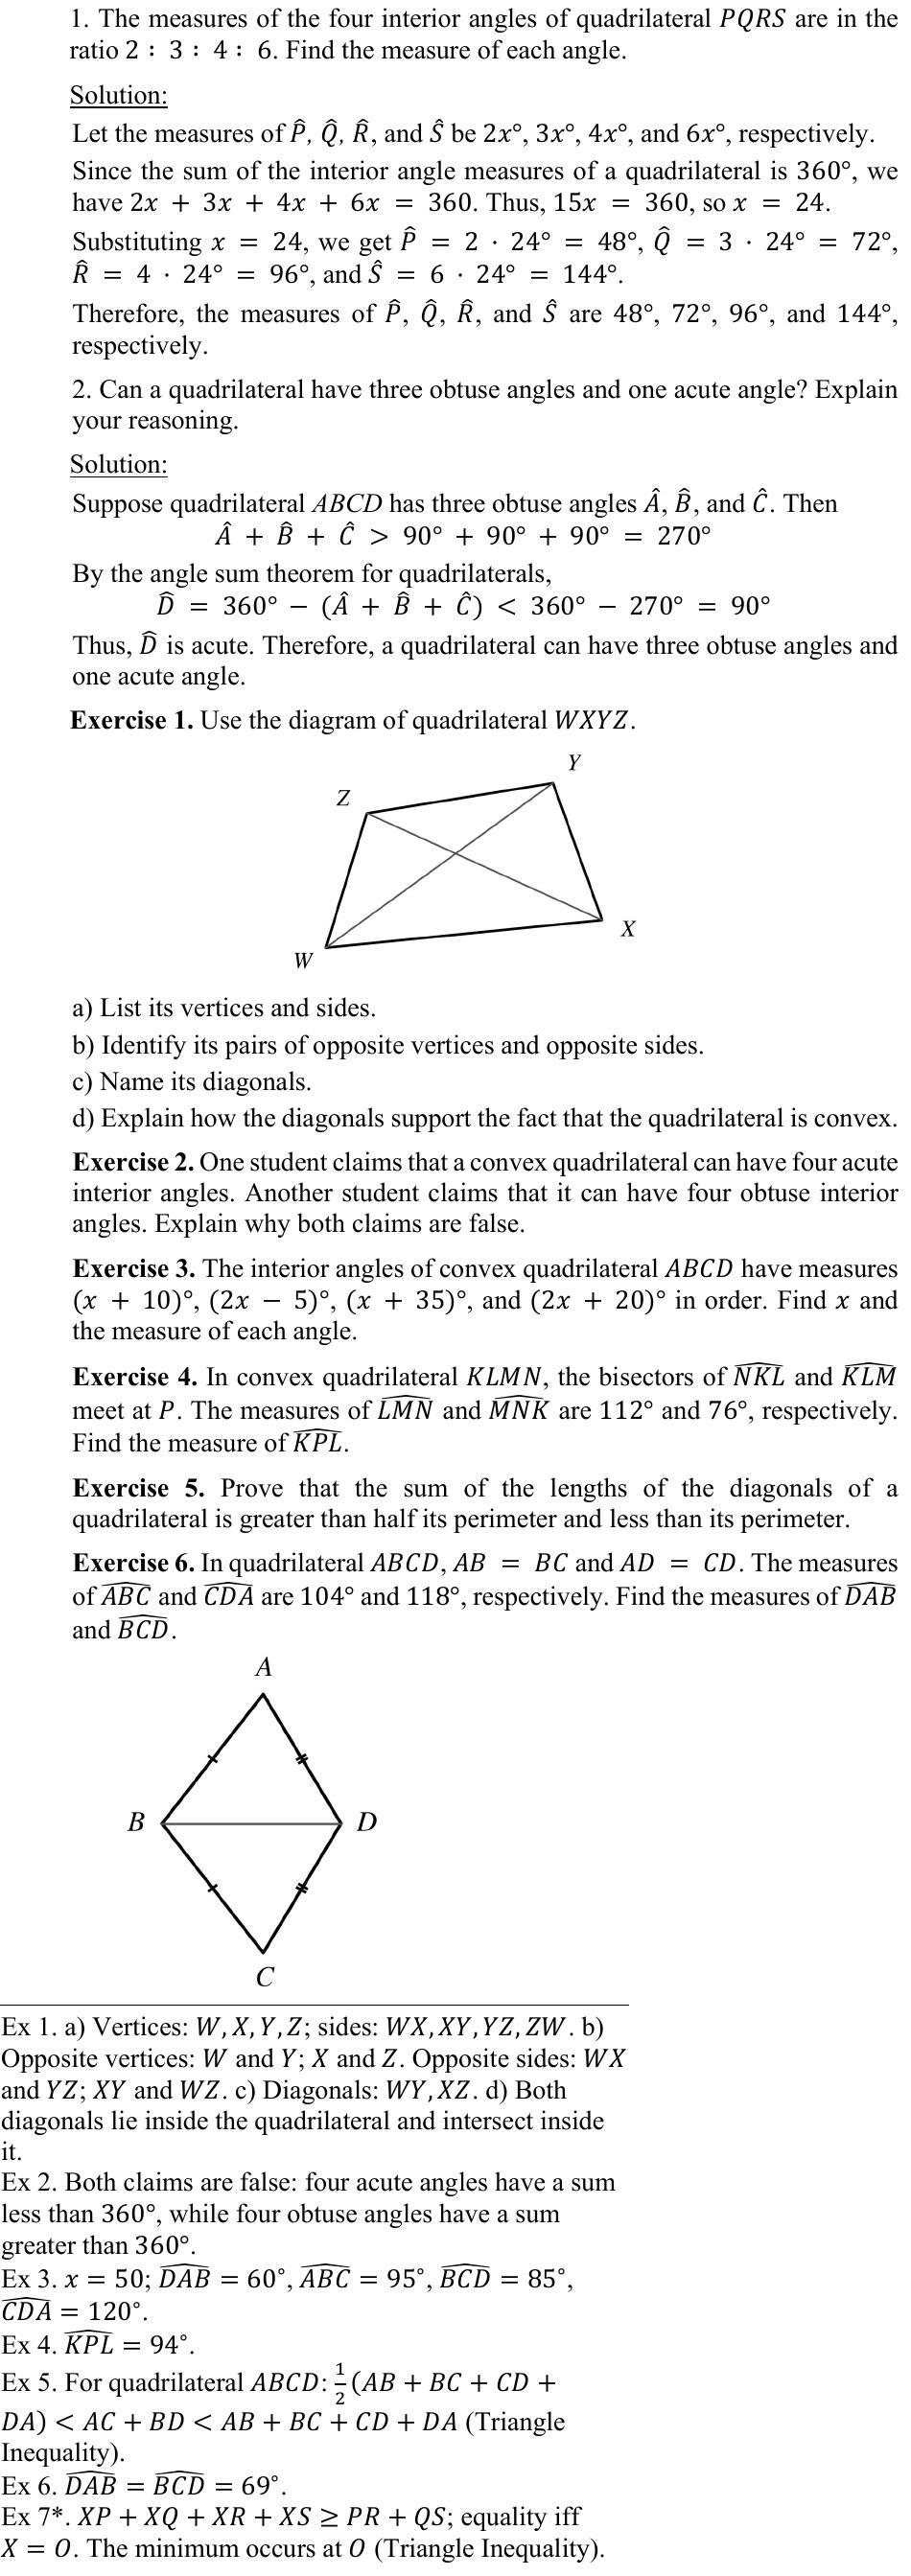 1. The measures of the four interior angles of quadrilateral PQRS are in the
ratio 2 : 3 : 4 : 6. Find the measure of each angle.
Solution:
Let the measures of P̂, Q̂, R̂, and Ŝ be 2x°, 3x°, 4x°, and 6x°, respectively.
Since the sum of the interior angle measures of a quadrilateral is 360°, we
have 2x + 3x + 4x + 6x = 360. Thus, 15x = 360, so x = 24.
Substituting x = 24, we get P̂ = 2 · 24° = 48°, Q̂ = 3 · 24° = 72°,
R̂ = 4 · 24° = 96°, and Ŝ = 6 · 24° = 144°.
Therefore, the measures of P̂, Q̂, R̂, and Ŝ are 48°, 72°, 96°, and 144°,
respectively.
2. Can a quadrilateral have three obtuse angles and one acute angle? Explain
your reasoning.
Solution:
Suppose quadrilateral ABCD has three obtuse angles Â, B̂, and Ĉ. Then
Â + B̂ + Ĉ > 90° + 90° + 90° = 270°
By the angle sum theorem for quadrilaterals,
D̂ = 360° − (Â + B̂ + Ĉ) < 360° − 270° = 90°
Thus, D̂ is acute. Therefore, a quadrilateral can have three obtuse angles and
one acute angle.
Exercise 1. Use the diagram of quadrilateral WXYZ.
Y
Z
X
W
a) List its vertices and sides.
b) Identify its pairs of opposite vertices and opposite sides.
c) Name its diagonals.
d) Explain how the diagonals support the fact that the quadrilateral is convex.
Exercise 2. One student claims that a convex quadrilateral can have four acute
interior angles. Another student claims that it can have four obtuse interior
angles. Explain why both claims are false.
Exercise 3. The interior angles of convex quadrilateral ABCD have measures
(x + 10)°, (2x − 5)°, (x + 35)°, and (2x + 20)° in order. Find x and
the measure of each angle.
Exercise 4. In convex quadrilateral KLMN, the bisectors of \widehat{NKL} and \widehat{KLM}
meet at P. The measures of \widehat{LMN} and \widehat{MNK} are 112° and 76°, respectively.
Find the measure of \widehat{KPL}.
Exercise 5. Prove that the sum of the lengths of the diagonals of a
quadrilateral is greater than half its perimeter and less than its perimeter.
Exercise 6. In quadrilateral ABCD, AB = BC and AD = CD. The measures
of \widehat{ABC} and \widehat{CDA} are 104° and 118°, respectively. Find the measures of \widehat{DAB}
and \widehat{BCD}.
A
B
D
C
Ex 1. a) Vertices: W, X, Y, Z; sides: WX, XY, YZ, ZW. b)
Opposite vertices: W and Y; X and Z. Opposite sides: WX
and YZ; XY and WZ. c) Diagonals: WY, XZ. d) Both
diagonals lie inside the quadrilateral and intersect inside
it.
Ex 2. Both claims are false: four acute angles have a sum
less than 360°, while four obtuse angles have a sum
greater than 360°.
Ex 3. x = 50; \widehat{DAB} = 60°, \widehat{ABC} = 95°, \widehat{BCD} = 85°,
\widehat{CDA} = 120°.
Ex 4. \widehat{KPL} = 94°.
Ex 5. For quadrilateral ABCD: \frac{1}{2}(AB + BC + CD +
DA) < AC + BD < AB + BC + CD + DA (Triangle
Inequality).
Ex 6. \widehat{DAB} = \widehat{BCD} = 69°.
Ex 7*. XP + XQ + XR + XS ≥ PR + QS; equality iff
X = O. The minimum occurs at O (Triangle Inequality).